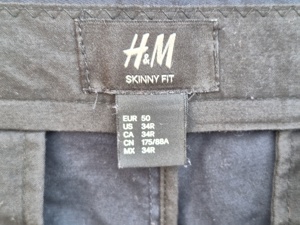 H&M
SKINNY FIT
EUR 50
US 34R
CA 34R
CN 175/88A
MX 34R